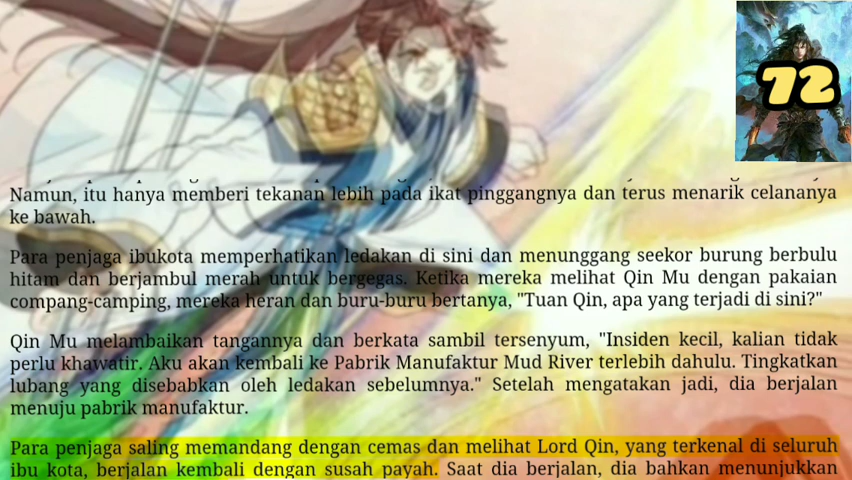 72
Namun, itu hanya memberi tekanan lebih pada ikat pinggangnya dan terus menarik celananya
ke bawah.
Para penjaga ibukota memperhatikan ledakan di sini dan menunggang seekor burung berbulu
hitam dan berjambul merah untuk bergegas. Ketika mereka melihat Qin Mu dengan pakaian
compang-camping, mereka heran dan buru-buru bertanya, "Tuan Qin, apa yang terjadi di sini?"
Qin Mu melambaikan tangannya dan berkata sambil tersenyum, "Insiden kecil, kalian tidak
perlu khawatir. Aku akan kembali ke Pabrik Manufaktur Mud River terlebih dahulu. Tingkatkan
lubang yang disebabkan oleh ledakan sebelumnya." Setelah mengatakan jadi, dia berjalan
menuju pabrik manufaktur.
Para penjaga saling memandang dengan cemas dan melihat Lord Qin, yang terkenal di seluruh
ibu kota, berjalan kembali dengan susah payah. Saat dia berjalan, dia bahkan menunjukkan